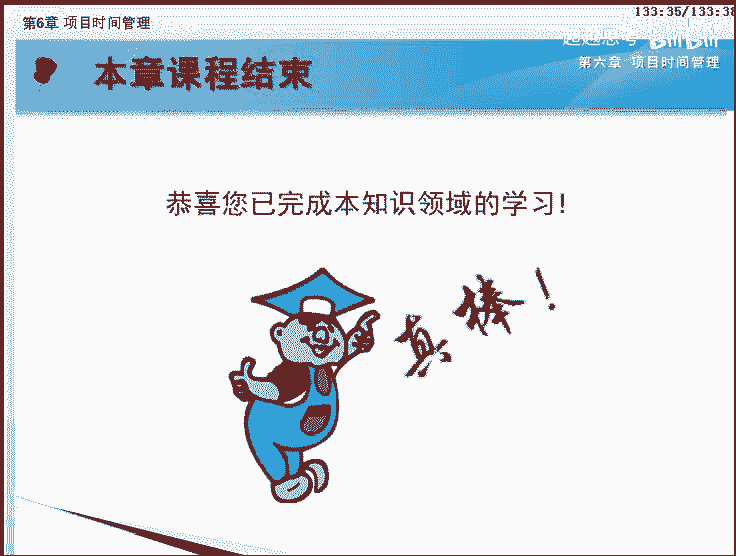 第6章 项目时间管理
133:35/133:38
本章课程结束
第六章 项目时间管理
恭喜您已完成本知识领域的学习!
真棒!